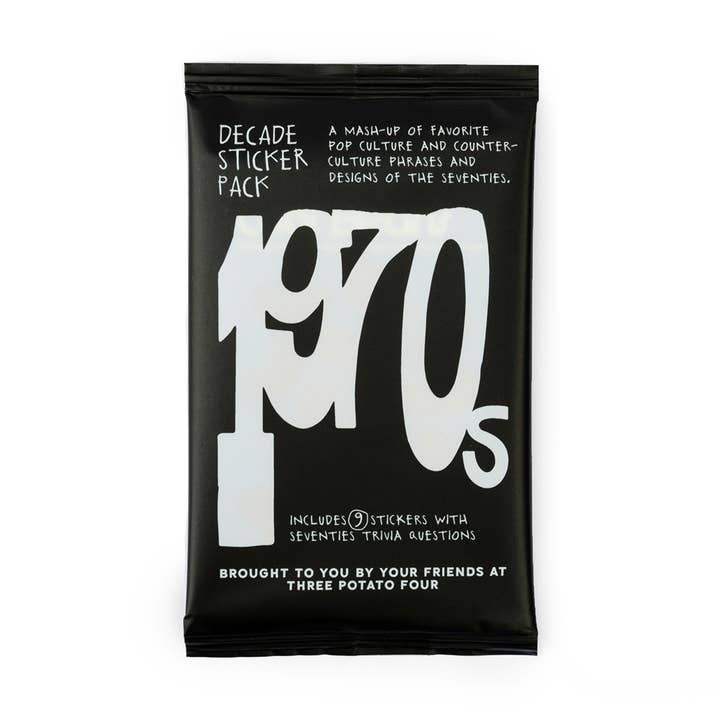 DECADE
STICKER
PACK
A MASH-UP OF FAVORITE
POP CULTURE AND COUNTER-
CULTURE PHRASES AND
DESIGNS OF THE SEVENTIES.
1970s
INCLUDES 9 STICKERS WITH
SEVENTIES TRIVIA QUESTIONS
BROUGHT TO YOU BY YOUR FRIENDS AT
THREE POTATO FOUR